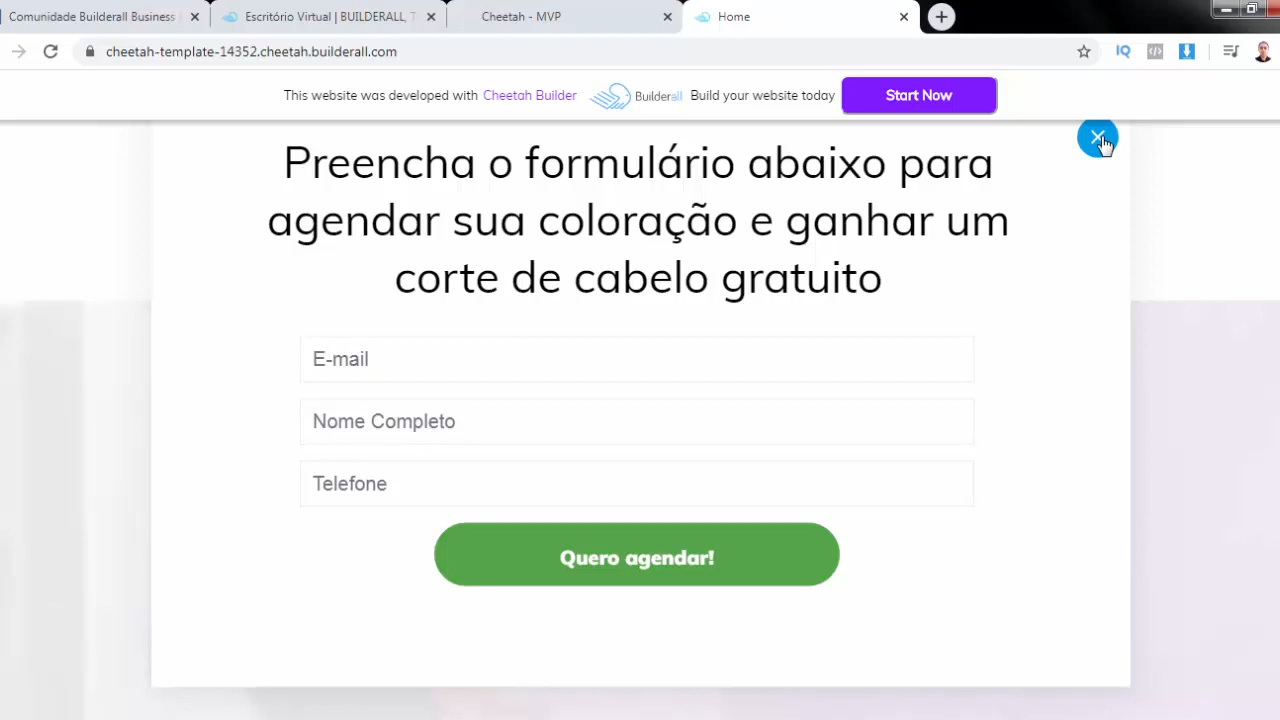 Comunidade Builderall Business
Escritório Virtual | BUILDERALL, T
Cheetah - MVP
Home
cheetah-template-14352.cheetah.builderall.com
IQ
This website was developed with Cheetah Builder Builderall Build your website today Start Now
Preencha o formulário abaixo para
agendar sua coloração e ganhar um
corte de cabelo gratuito
E-mail
Nome Completo
Telefone
Quero agendar!